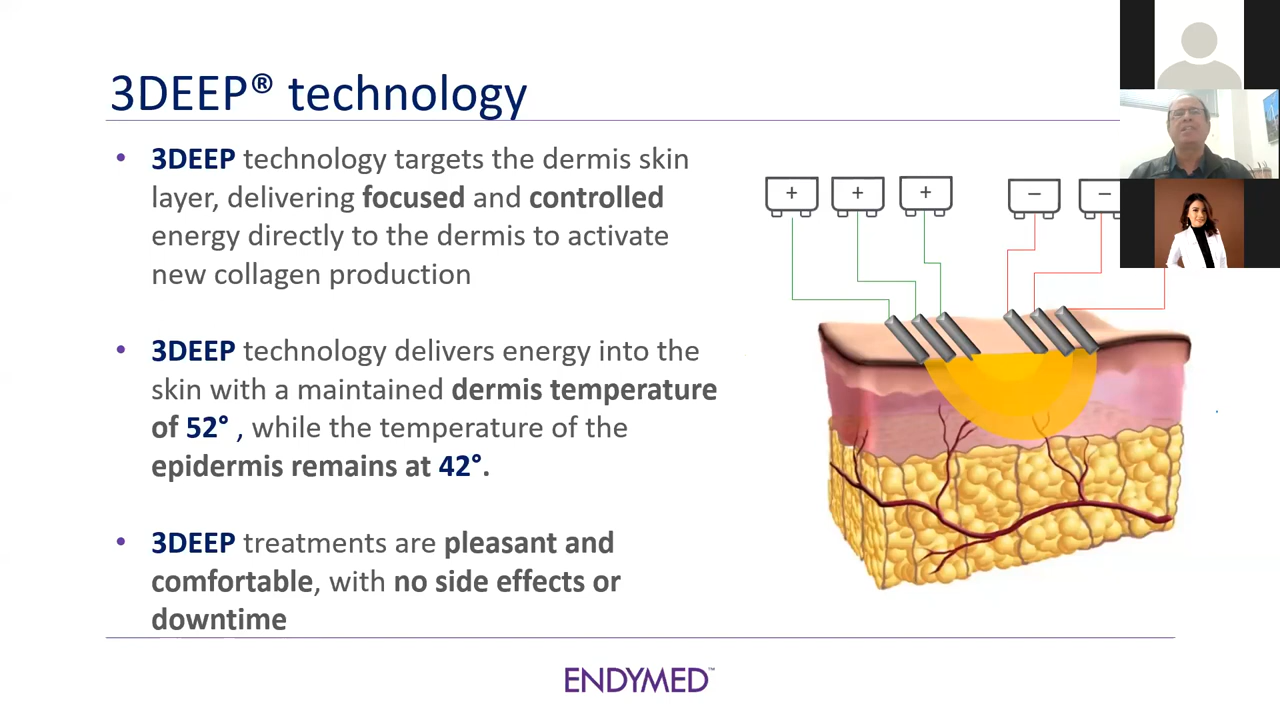 3DEEP® technology
• 3DEEP technology targets the dermis skin
layer, delivering focused and controlled
energy directly to the dermis to activate
new collagen production
• 3DEEP technology delivers energy into the
skin with a maintained dermis temperature
of 52° , while the temperature of the
epidermis remains at 42°.
• 3DEEP treatments are pleasant and
comfortable, with no side effects or
downtime
+ + + − −
ENDYMED™